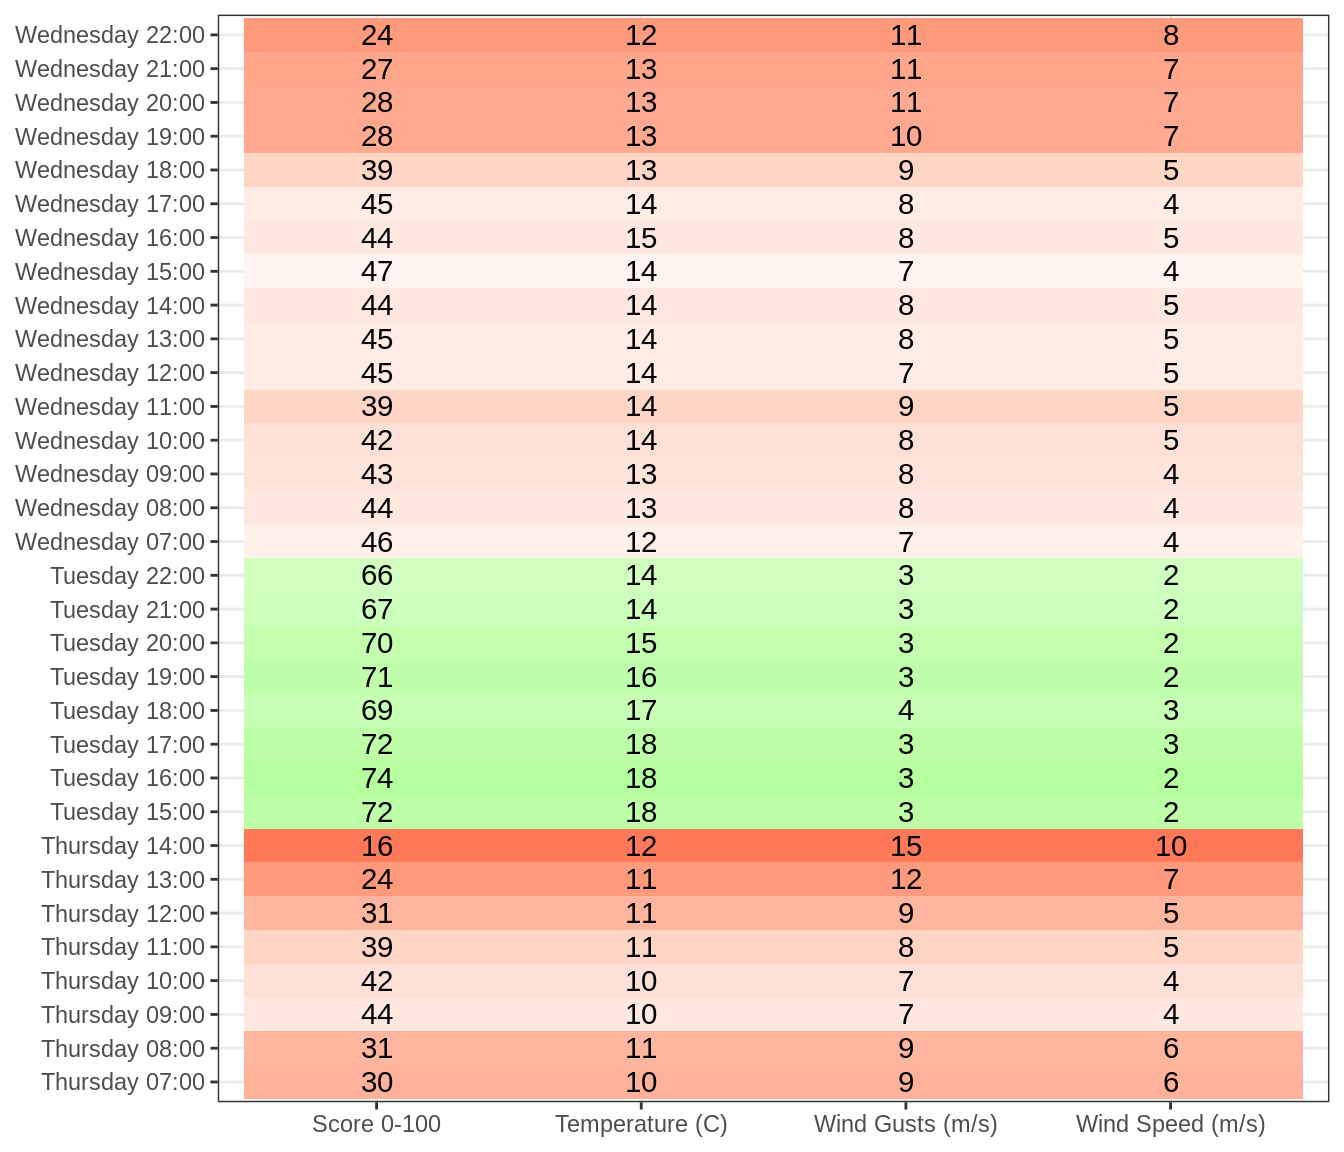 Wednesday 22:00 24 12 11 8
Wednesday 21:00 27 13 11 7
Wednesday 20:00 28 13 11 7
Wednesday 19:00 28 13 10 7
Wednesday 18:00 39 13 9 5
Wednesday 17:00 45 14 8 4
Wednesday 16:00 44 15 8 5
Wednesday 15:00 47 14 7 4
Wednesday 14:00 44 14 8 5
Wednesday 13:00 45 14 8 5
Wednesday 12:00 45 14 7 5
Wednesday 11:00 39 14 9 5
Wednesday 10:00 42 14 8 5
Wednesday 09:00 43 13 8 4
Wednesday 08:00 44 13 8 4
Wednesday 07:00 46 12 7 4
Tuesday 22:00 66 14 3 2
Tuesday 21:00 67 14 3 2
Tuesday 20:00 70 15 3 2
Tuesday 19:00 71 16 3 2
Tuesday 18:00 69 17 4 3
Tuesday 17:00 72 18 3 3
Tuesday 16:00 74 18 3 2
Tuesday 15:00 72 18 3 2
Thursday 14:00 16 12 15 10
Thursday 13:00 24 11 12 7
Thursday 12:00 31 11 9 5
Thursday 11:00 39 11 8 5
Thursday 10:00 42 10 7 4
Thursday 09:00 44 10 7 4
Thursday 08:00 31 11 9 6
Thursday 07:00 30 10 9 6
Score 0-100 Temperature (C) Wind Gusts (m/s) Wind Speed (m/s)